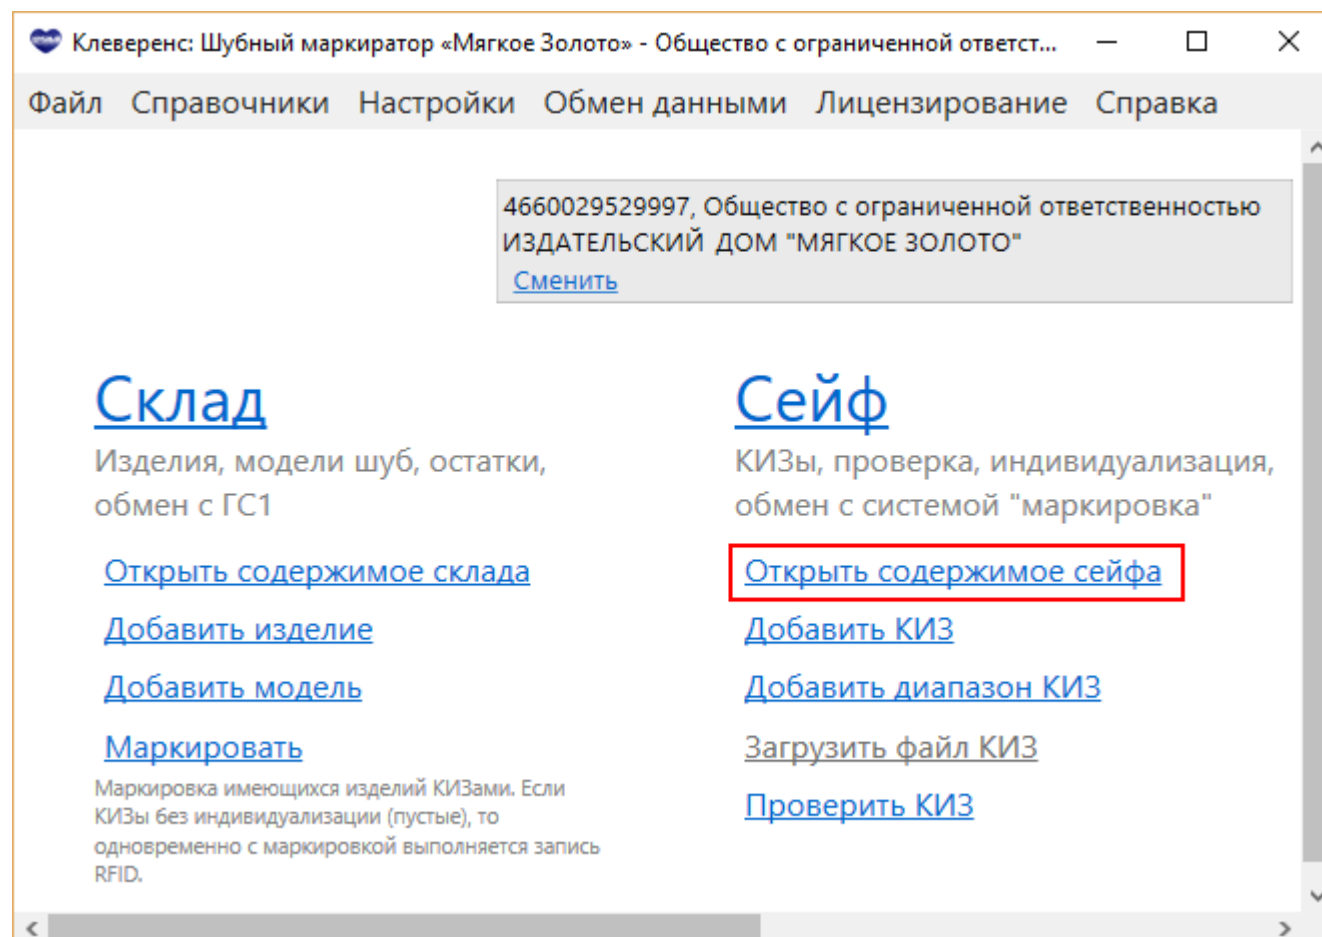 Клеверенс: Шубный маркиратор «Мягкое Золото» - Общество с ограниченной ответст...
Файл Справочники Настройки Обмен данными Лицензирование Справка
4660029529997, Общество с ограниченной ответственностью
ИЗДАТЕЛЬСКИЙ ДОМ "МЯГКОЕ ЗОЛОТО"
Сменить
Склад
Изделия, модели шуб, остатки,
обмен с ГС1
Открыть содержимое склада
Добавить изделие
Добавить модель
Маркировать
Маркировка имеющихся изделий КИЗами. Если
КИЗы без индивидуализации (пустые), то
одновременно с маркировкой выполняется запись
RFID.
Сейф
КИЗы, проверка, индивидуализация,
обмен с системой "маркировка"
Открыть содержимое сейфа
Добавить КИЗ
Добавить диапазон КИЗ
Загрузить файл КИЗ
Проверить КИЗ